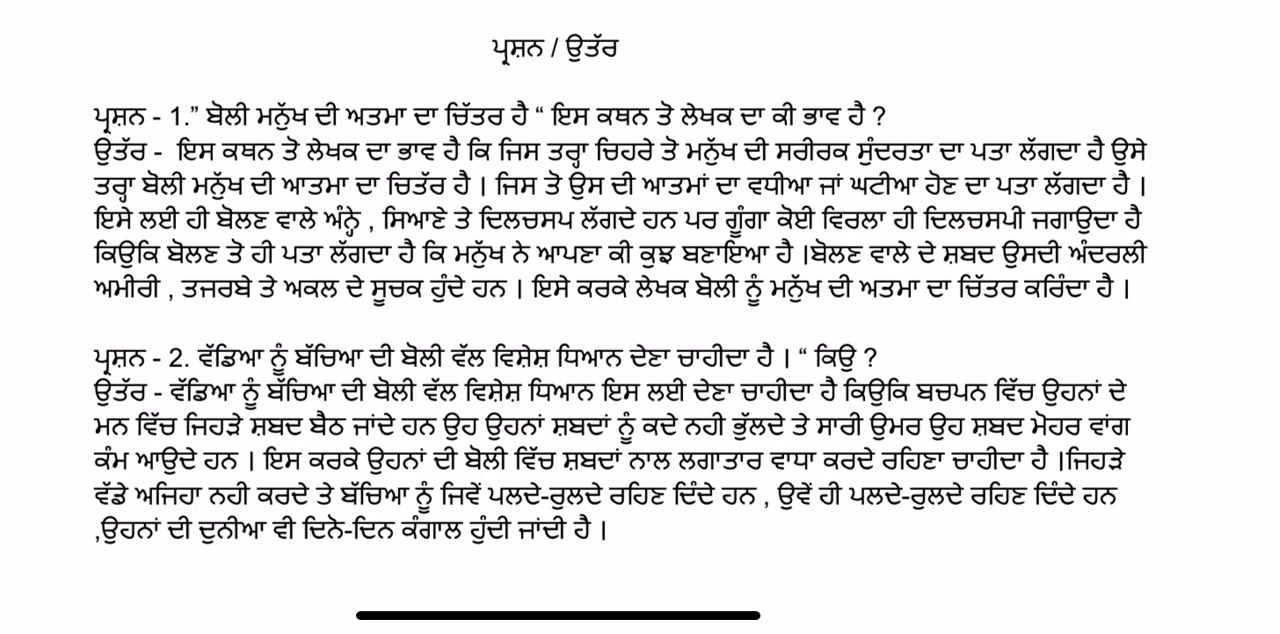 ਪ੍ਰਸ਼ਨ / ਉਤੱਰ
ਪ੍ਰਸ਼ਨ - 1.” ਬੋਲੀ ਮਨੁੱਖ ਦੀ ਅਤਮਾ ਦਾ ਚਿੱਤਰ ਹੈ “ ਇਸ ਕਥਨ ਤੋ ਲੇਖਕ ਦਾ ਕੀ ਭਾਵ ਹੈ ?
ਉਤੱਰ - ਇਸ ਕਥਨ ਤੋ ਲੇਖਕ ਦਾ ਭਾਵ ਹੈ ਕਿ ਜਿਸ ਤਰ੍ਹਾ ਚਿਹਰੇ ਤੋ ਮਨੁੱਖ ਦੀ ਸਰੀਰਕ ਸੁੰਦਰਤਾ ਦਾ ਪਤਾ ਲੱਗਦਾ ਹੈ ਉਸੇ
ਤਰ੍ਹਾ ਬੋਲੀ ਮਨੁੱਖ ਦੀ ਆਤਮਾ ਦਾ ਚਿਤੱਰ ਹੈ | ਜਿਸ ਤੋ ਉਸ ਦੀ ਆਤਮਾਂ ਦਾ ਵਧੀਆ ਜਾਂ ਘਟੀਆ ਹੋਣ ਦਾ ਪਤਾ ਲੱਗਦਾ ਹੈ |
ਇਸੇ ਲਈ ਹੀ ਬੋਲਣ ਵਾਲੇ ਅੰਨ੍ਹੇ , ਸਿਆਣੇ ਤੇ ਦਿਲਚਸਪ ਲੱਗਦੇ ਹਨ ਪਰ ਗੂੰਗਾ ਕੋਈ ਵਿਰਲਾ ਹੀ ਦਿਲਚਸਪੀ ਜਗਾਉਦਾ ਹੈ
ਕਿਉਕਿ ਬੋਲਣ ਤੋ ਹੀ ਪਤਾ ਲੱਗਦਾ ਹੈ ਕਿ ਮਨੁੱਖ ਨੇ ਆਪਣਾ ਕੀ ਕੁਝ ਬਣਾਇਆ ਹੈ |ਬੋਲਣ ਵਾਲੇ ਦੇ ਸ਼ਬਦ ਉਸਦੀ ਅੰਦਰਲੀ
ਅਮੀਰੀ , ਤਜਰਬੇ ਤੇ ਅਕਲ ਦੇ ਸੂਚਕ ਹੁੰਦੇ ਹਨ | ਇਸੇ ਕਰਕੇ ਲੇਖਕ ਬੋਲੀ ਨੂੰ ਮਨੁੱਖ ਦੀ ਅਤਮਾ ਦਾ ਚਿੱਤਰ ਕਰਿੰਦਾ ਹੈ |
ਪ੍ਰਸ਼ਨ - 2. ਵੱਡਿਆ ਨੂੰ ਬੱਚਿਆ ਦੀ ਬੋਲੀ ਵੱਲ ਵਿਸ਼ੇਸ਼ ਧਿਆਨ ਦੇਣਾ ਚਾਹੀਦਾ ਹੈ | “ ਕਿਉ ?
ਉਤੱਰ - ਵੱਡਿਆ ਨੂੰ ਬੱਚਿਆ ਦੀ ਬੋਲੀ ਵੱਲ ਵਿਸ਼ੇਸ਼ ਧਿਆਨ ਇਸ ਲਈ ਦੇਣਾ ਚਾਹੀਦਾ ਹੈ ਕਿਉਕਿ ਬਚਪਨ ਵਿੱਚ ਉਹਨਾਂ ਦੇ
ਮਨ ਵਿੱਚ ਜਿਹੜੇ ਸ਼ਬਦ ਬੈਠ ਜਾਂਦੇ ਹਨ ਉਹ ਉਹਨਾਂ ਸ਼ਬਦਾਂ ਨੂੰ ਕਦੇ ਨਹੀ ਭੁੱਲਦੇ ਤੇ ਸਾਰੀ ਉਮਰ ਉਹ ਸ਼ਬਦ ਮੋਹਰ ਵਾਂਗ
ਕੰਮ ਆਉਦੇ ਹਨ | ਇਸ ਕਰਕੇ ਉਹਨਾਂ ਦੀ ਬੋਲੀ ਵਿੱਚ ਸ਼ਬਦਾਂ ਨਾਲ ਲਗਾਤਾਰ ਵਾਧਾ ਕਰਦੇ ਰਹਿਣਾ ਚਾਹੀਦਾ ਹੈ |ਜਿਹੜੇ
ਵੱਡੇ ਅਜਿਹਾ ਨਹੀ ਕਰਦੇ ਤੇ ਬੱਚਿਆ ਨੂੰ ਜਿਵੇਂ ਪਲਦੇ-ਰੁਲਦੇ ਰਹਿਣ ਦਿੰਦੇ ਹਨ , ਉਵੇਂ ਹੀ ਪਲਦੇ-ਰੁਲਦੇ ਰਹਿਣ ਦਿੰਦੇ ਹਨ
,ਉਹਨਾਂ ਦੀ ਦੁਨੀਆ ਵੀ ਦਿਨੋ-ਦਿਨ ਕੰਗਾਲ ਹੁੰਦੀ ਜਾਂਦੀ ਹੈ |